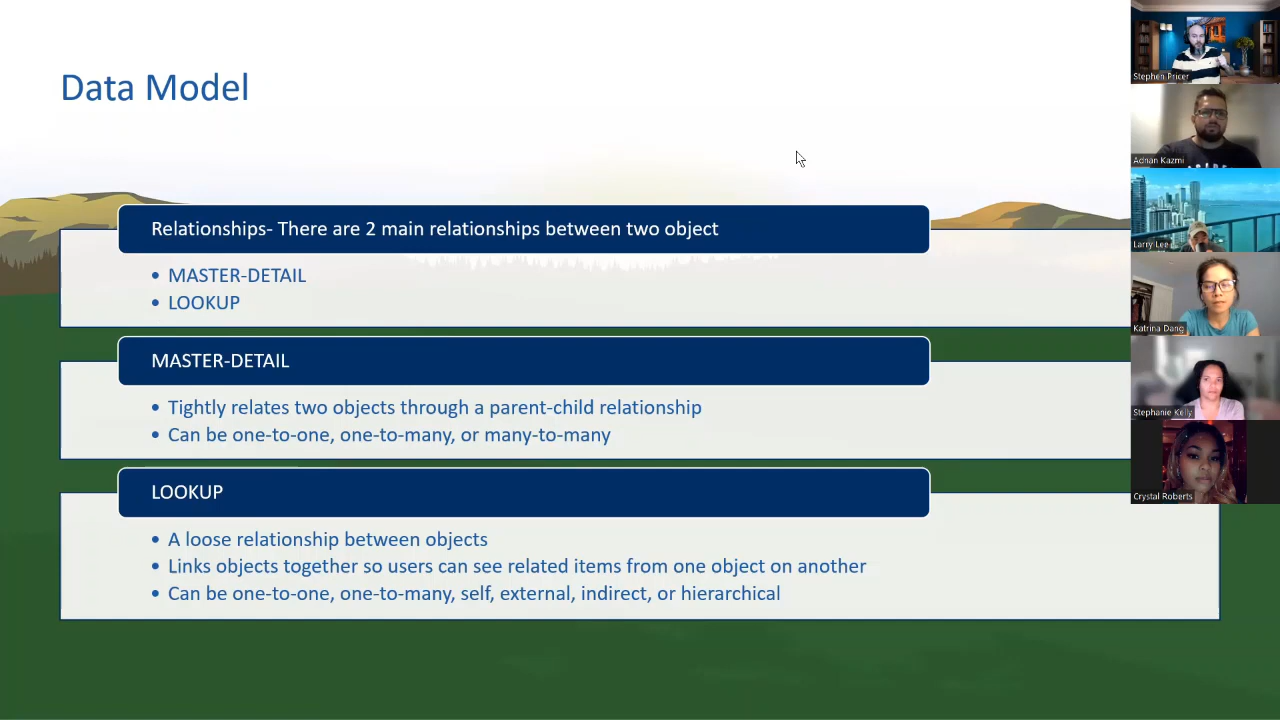 Data Model
Relationships- There are 2 main relationships between two object
• MASTER-DETAIL
• LOOKUP
MASTER-DETAIL
• Tightly relates two objects through a parent-child relationship
• Can be one-to-one, one-to-many, or many-to-many
LOOKUP
• A loose relationship between objects
• Links objects together so users can see related items from one object on another
• Can be one-to-one, one-to-many, self, external, indirect, or hierarchical
Stephen Pricer
Adnan Kazmi
Larry Lee
Katrina Dang
Stephanie Kelly
Crystal Roberts